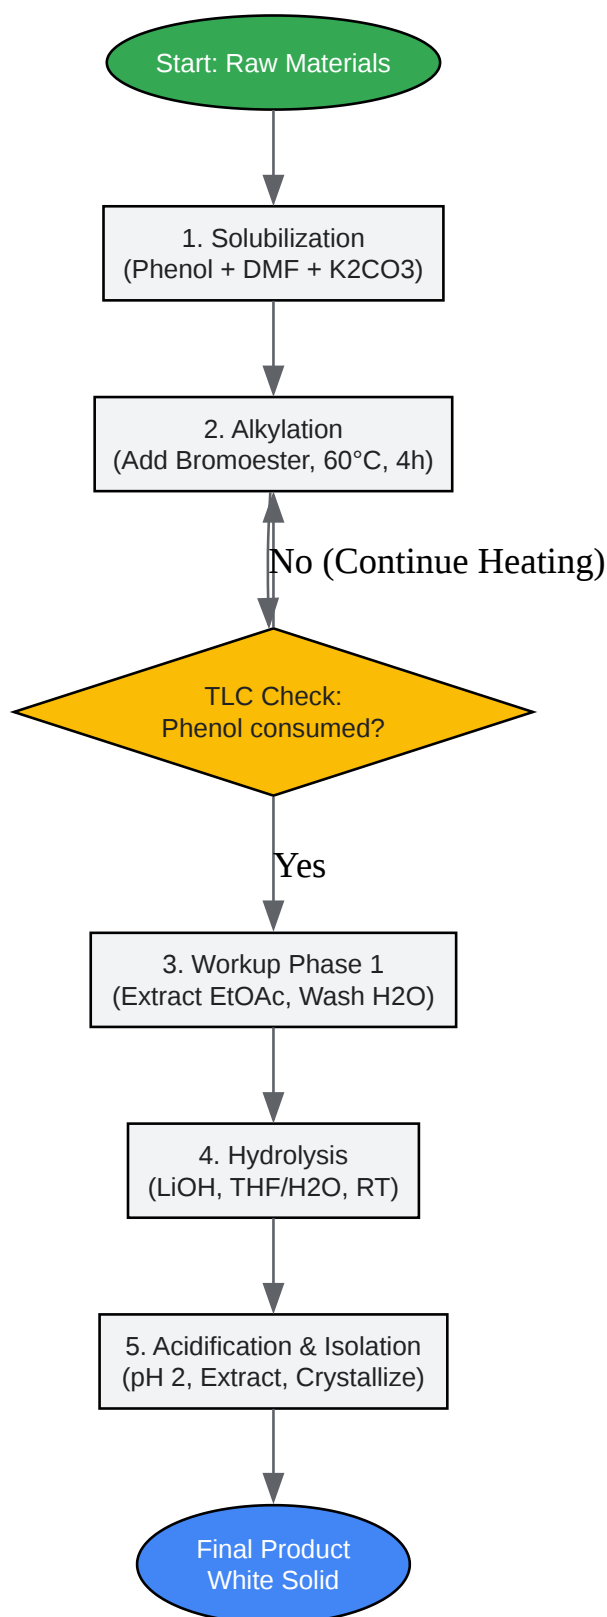 Start: Raw Materials
1. Solubilization
(Phenol + DMF + K2CO3)
2. Alkylation
(Add Bromoester, 60°C, 4h)
No (Continue Heating)
TLC Check:
Phenol consumed?
Yes
3. Workup Phase 1
(Extract EtOAc, Wash H2O)
4. Hydrolysis
(LiOH, THF/H2O, RT)
5. Acidification & Isolation
(pH 2, Extract, Crystallize)
Final Product
White Solid